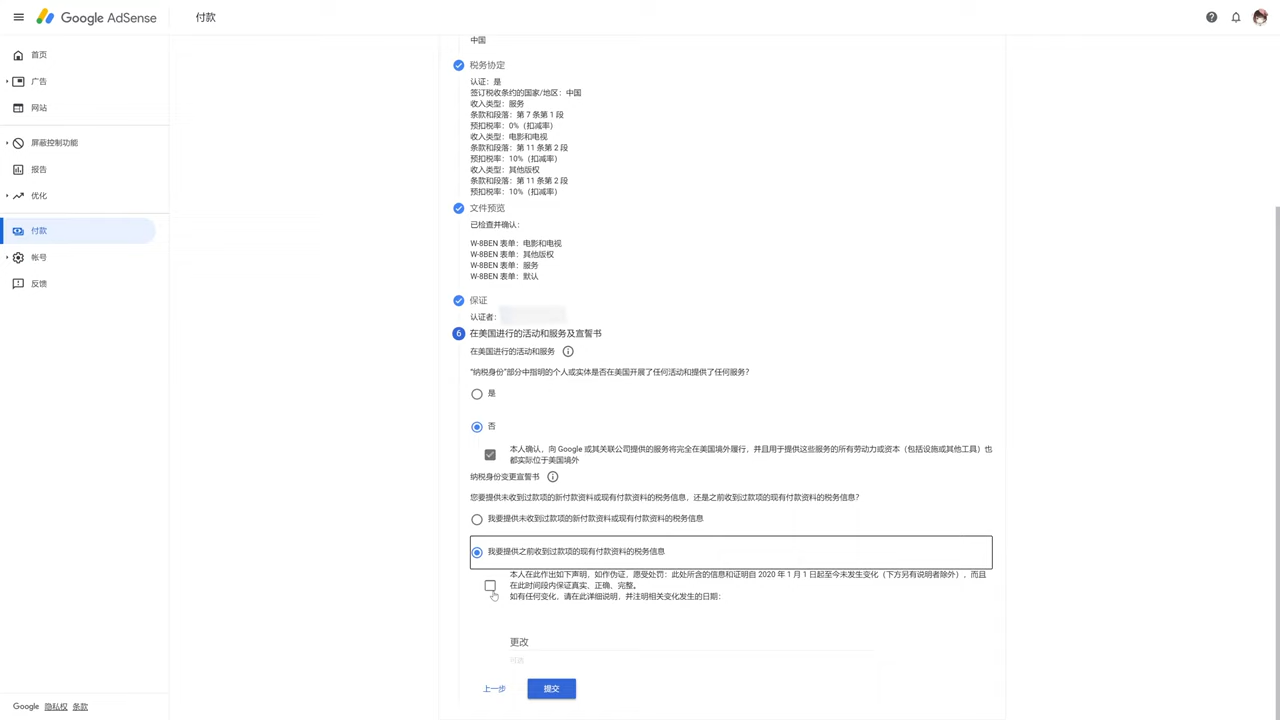 Google AdSense
付款
首页
广告
网站
屏蔽控制功能
报告
优化
付款
帐号
反馈
Google 隐私权 条款
中国
税务协定
认证：是
签订税收条约的国家/地区：中国
收入类型：服务
条款和段落：第 7 条第 1 段
预扣税率：0%（扣减率）
收入类型：电影和电视
条款和段落：第 11 条第 2 段
预扣税率：10%（扣减率）
收入类型：其他版权
条款和段落：第 11 条第 2 段
预扣税率：10%（扣减率）
文件预览
已检查并确认：
W-8BEN 表单：电影和电视
W-8BEN 表单：其他版权
W-8BEN 表单：服务
W-8BEN 表单：默认
保证
认证者：
6 在美国进行的活动和服务及宣誓书
在美国进行的活动和服务
“纳税身份”部分中指明的个人或实体是否在美国开展了任何活动和提供了任何服务？
是
否
本人确认，向 Google 或其关联公司提供的服务将完全在美国境外履行，并且用于提供这些服务的所有劳动力或资本（包括设施或其他工具）也
都实际位于美国境外
纳税身份变更宣誓书
您要提供未收到过款项的新付款资料或现有付款资料的税务信息，还是之前收到过款项的现有付款资料的税务信息？
我要提供未收到过款项的新付款资料或现有付款资料的税务信息
我要提供之前收到过款项的现有付款资料的税务信息
本人在此作出如下声明，如作伪证，愿受处罚：此处所含的信息和证明自 2020 年 1 月 1 日起至今未发生变化（下方另有说明者除外），而且
在此时间段内保证真实、正确、完整。
如有任何变化，请在此详细说明，并注明相关变化发生的日期：
更改
可选
上一步 提交